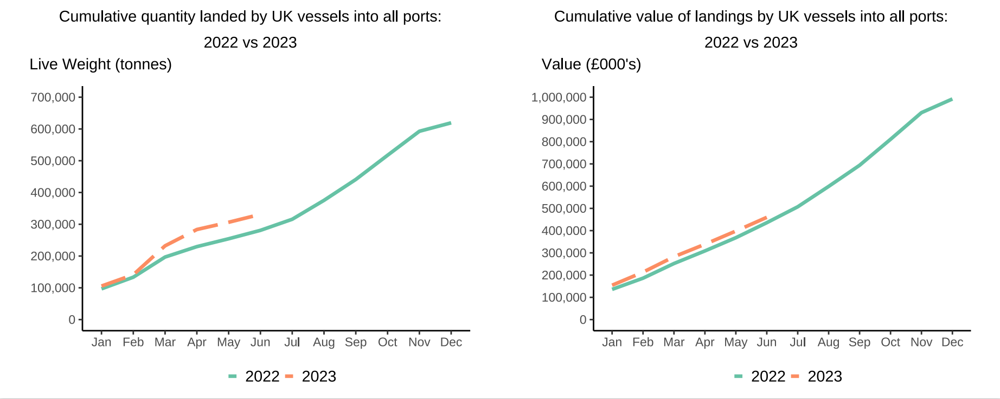 Cumulative quantity landed by UK vessels into all ports:
2022 vs 2023
Live Weight (tonnes)
700,000
600,000
500,000
400,000
300,000
200,000
100,000
0
Jan Feb Mar Apr May Jun Jul Aug Sep Oct Nov Dec
2022 2023
Cumulative value of landings by UK vessels into all ports:
2022 vs 2023
Value (£000's)
1,000,000
900,000
800,000
700,000
600,000
500,000
400,000
300,000
200,000
100,000
0
Jan Feb Mar Apr May Jun Jul Aug Sep Oct Nov Dec
2022 2023